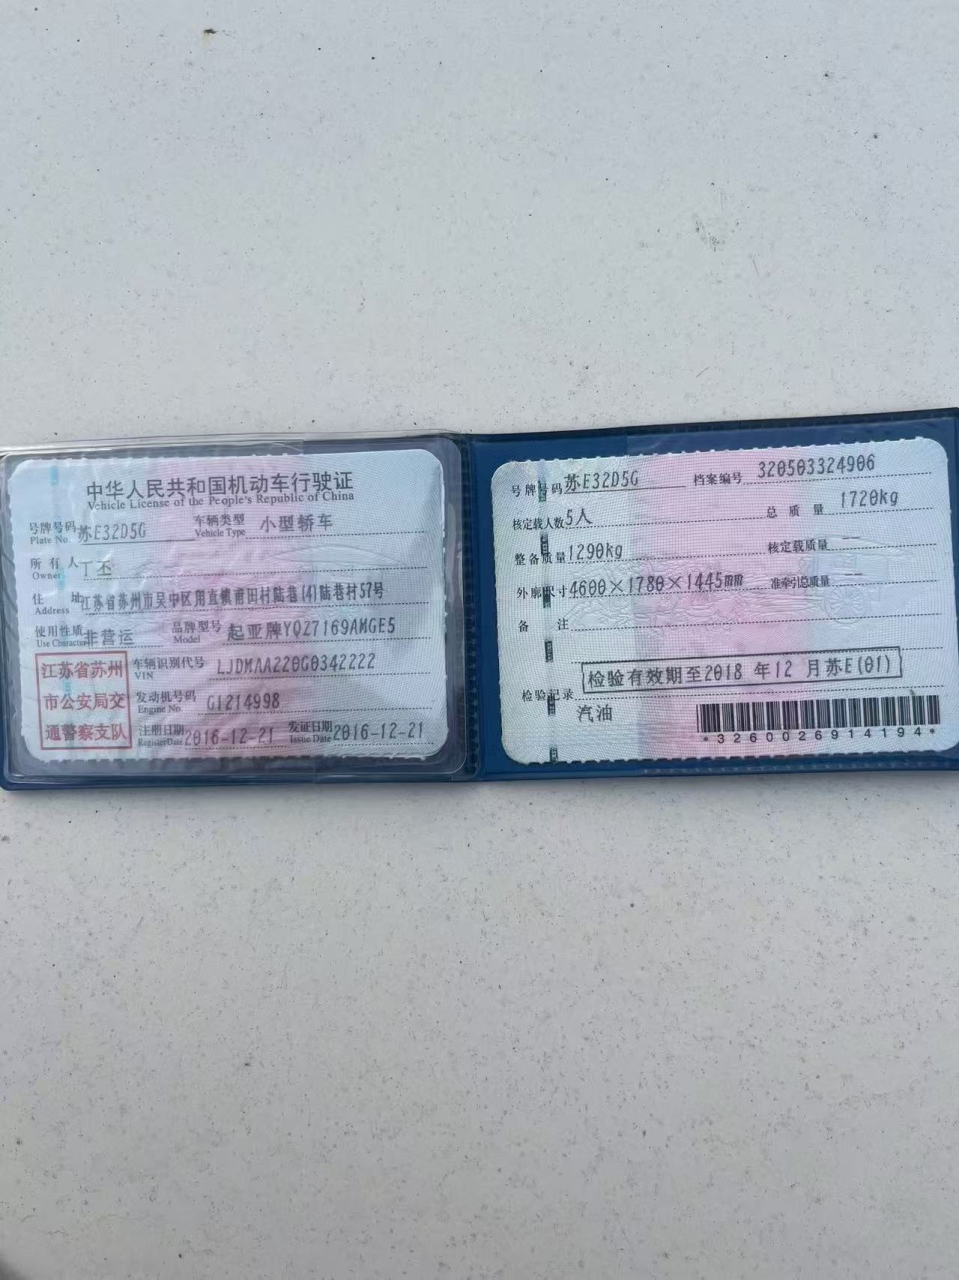 中华人民共和国机动车行驶证
Vehicle License of the People's Republic of China
号牌号码 苏E32D5G 车辆类型 小型轿车
Plate No. Vehicle Type
所有人 丁丕
Owner
住址 江苏省苏州市吴中区甪直镇甫田村陆巷(4)陆巷村57号
Address
使用性质 非营运 品牌型号 起亚牌YQZ7169AMGE5
Use Character Model
江苏省苏州
市公安局交
通警察支队
车辆识别代号 LJDMAA220G0342222
VIN
发动机号码 G1214998
Engine No.
注册日期 2016-12-21 发证日期 2016-12-21
Register Date Issue Date
号牌号码 苏E32D5G 档案编号 320503324906
核定载人数 5人 总质量 1720kg
整备质量 1290kg 核定载质量 --
外廓尺寸 4600×1780×1445 准牵引总质量 --
备注
检验有效期至2018年12月苏E(01)
检验记录
汽油
*3260026914194*